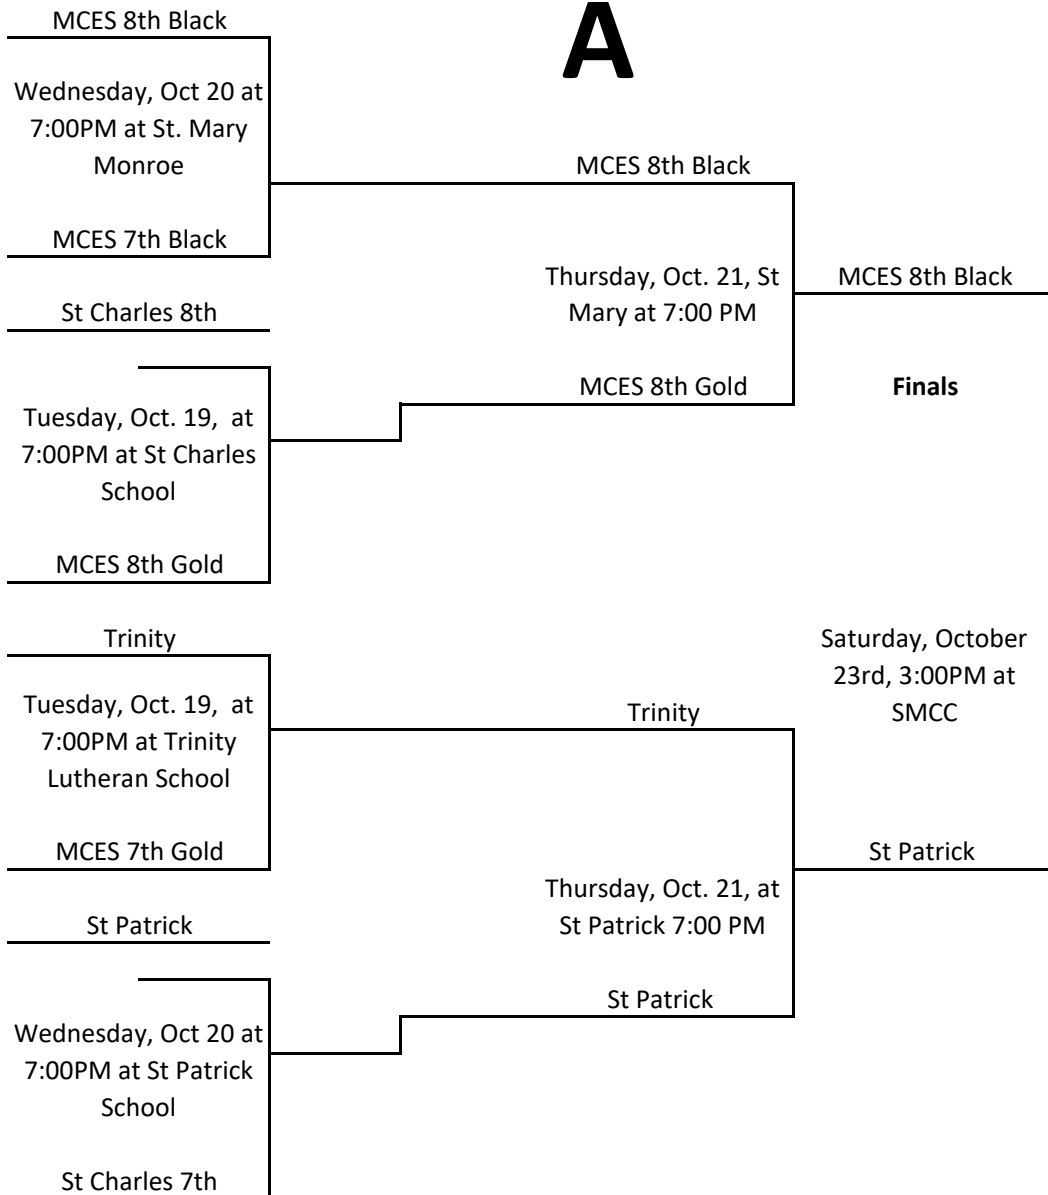 A
MCES 8th Black
Wednesday, Oct 20 at
7:00PM at St. Mary
Monroe
MCES 7th Black
MCES 8th Black
St Charles 8th
Thursday, Oct. 21, St
Mary at 7:00 PM
MCES 8th Black
Tuesday, Oct. 19,  at
7:00PM at St Charles
School
MCES 8th Gold
MCES 8th Gold
Finals
Trinity
Tuesday, Oct. 19,  at
7:00PM at Trinity
Lutheran School
MCES 7th Gold
Trinity
Saturday, October
23rd, 3:00PM at
SMCC
St Patrick
Thursday, Oct. 21, at
St Patrick 7:00 PM
St Patrick
Wednesday, Oct 20 at
7:00PM at St Patrick
School
St Charles 7th
St Patrick